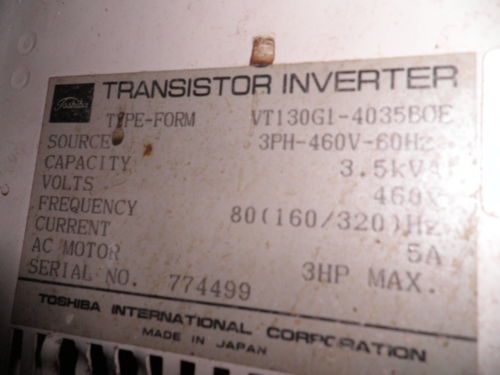 Toshiba
TRANSISTOR INVERTER
TYPE-FORM VT130G1-4035BOE
SOURCE 3PH-460V-60Hz
CAPACITY 3.5kVA
VOLTS 460V
FREQUENCY 80(160/320)Hz
CURRENT 5A
AC MOTOR 3HP MAX.
SERIAL NO. 774499
TOSHIBA INTERNATIONAL CORPORATION
MADE IN JAPAN